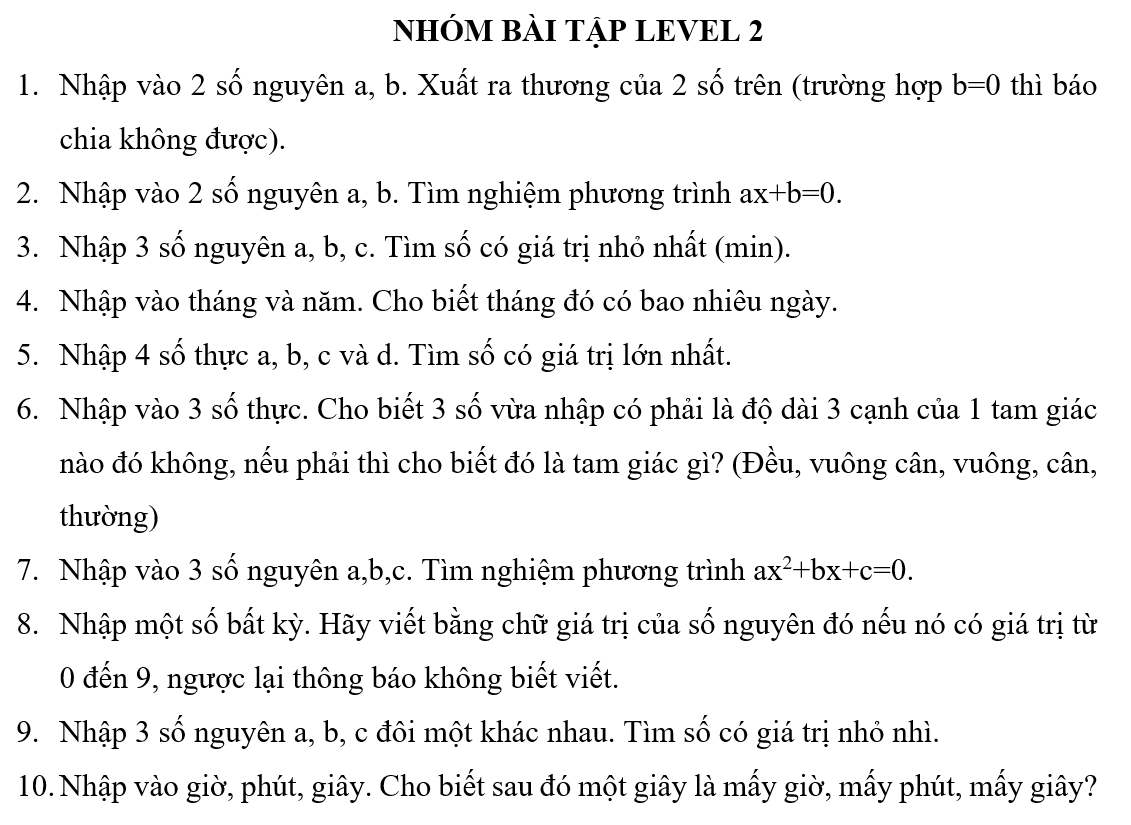 NHÓM BÀI TẬP LEVEL 2
1. Nhập vào 2 số nguyên a, b. Xuất ra thương của 2 số trên (trường hợp b=0 thì báo
chia không được).
2. Nhập vào 2 số nguyên a, b. Tìm nghiệm phương trình ax+b=0.
3. Nhập 3 số nguyên a, b, c. Tìm số có giá trị nhỏ nhất (min).
4. Nhập vào tháng và năm. Cho biết tháng đó có bao nhiêu ngày.
5. Nhập 4 số thực a, b, c và d. Tìm số có giá trị lớn nhất.
6. Nhập vào 3 số thực. Cho biết 3 số vừa nhập có phải là độ dài 3 cạnh của 1 tam giác
nào đó không, nếu phải thì cho biết đó là tam giác gì? (Đều, vuông cân, vuông, cân,
thường)
7. Nhập vào 3 số nguyên a,b,c. Tìm nghiệm phương trình ax²+bx+c=0.
8. Nhập một số bất kỳ. Hãy viết bằng chữ giá trị của số nguyên đó nếu nó có giá trị từ
0 đến 9, ngược lại thông báo không biết viết.
9. Nhập 3 số nguyên a, b, c đôi một khác nhau. Tìm số có giá trị nhỏ nhì.
10. Nhập vào giờ, phút, giây. Cho biết sau đó một giây là mấy giờ, mấy phút, mấy giây?